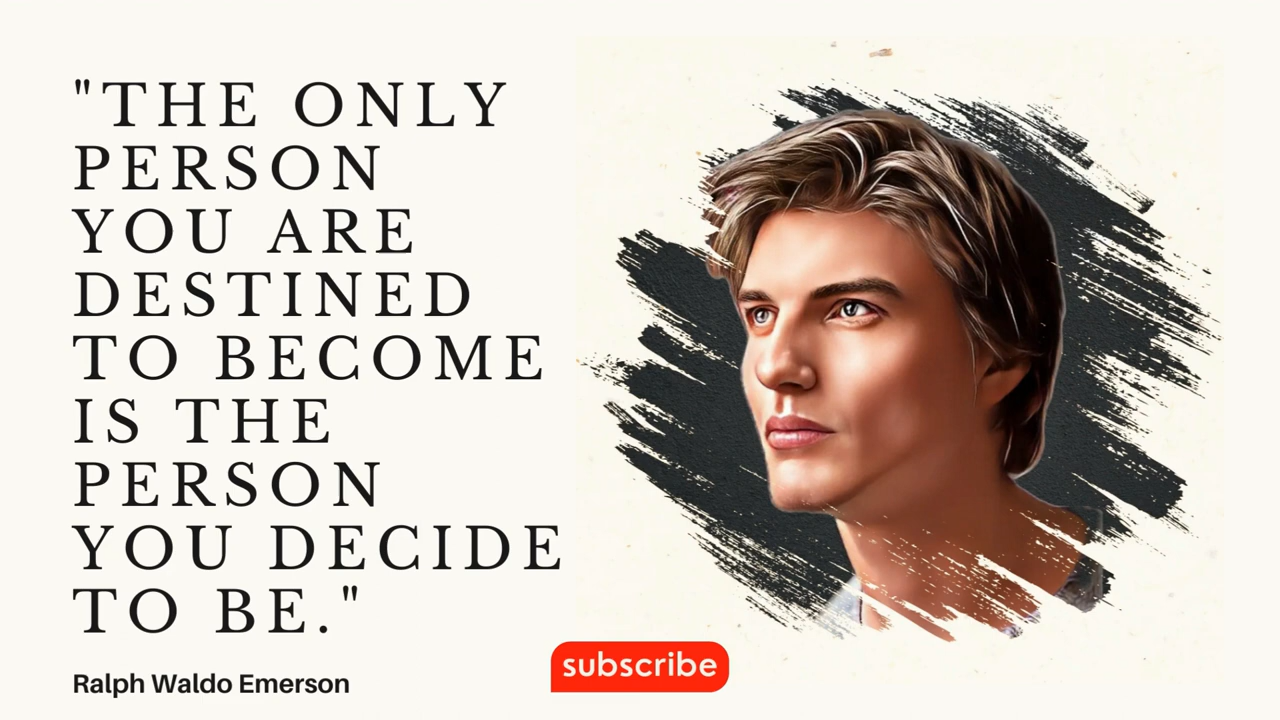 "THE ONLY
PERSON
YOU ARE
DESTINED
TO BECOME
IS THE
PERSON
YOU DECIDE
TO BE."
Ralph Waldo Emerson
subscribe